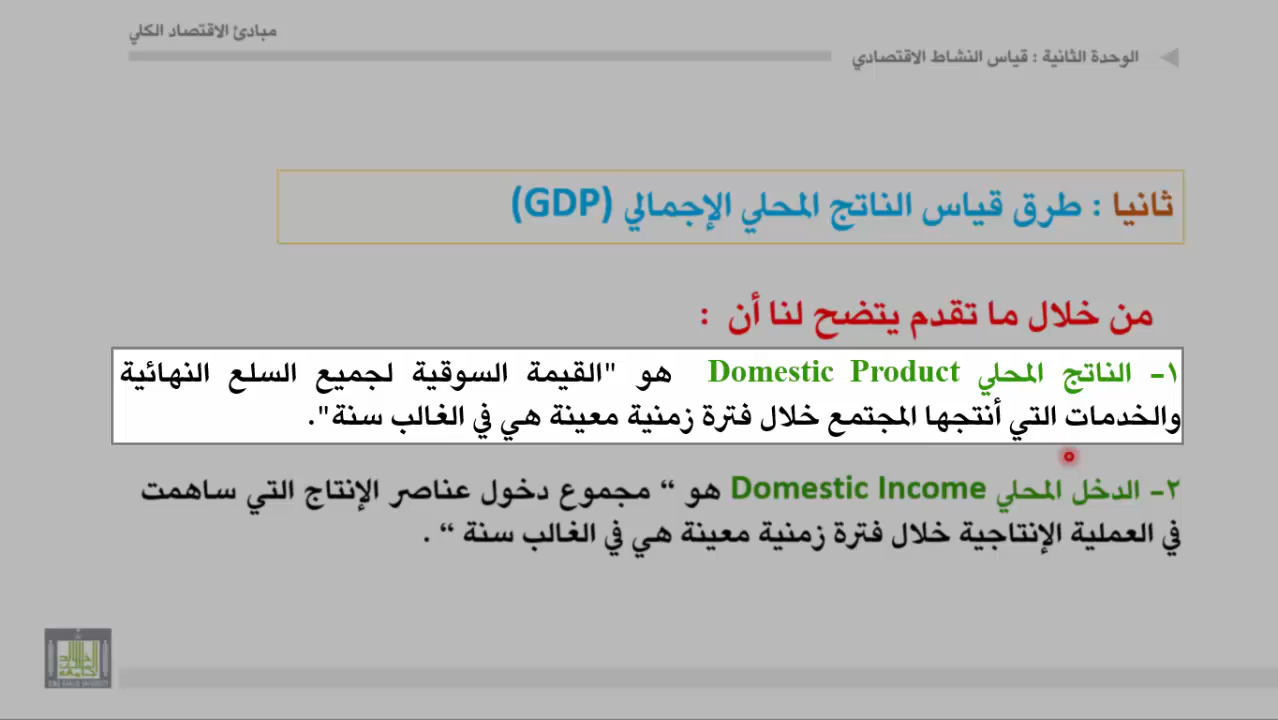 مبادئ الاقتصاد الكلي
الوحدة الثانية : قياس النشاط الاقتصادي
ثانيا : طرق قياس الناتج المحلي الإجمالي (GDP)
من خلال ما تقدم يتضح لنا أن :
١- الناتج المحلي Domestic Product هو "القيمة السوقية لجميع السلع النهائية
والخدمات التي أنتجها المجتمع خلال فترة زمنية معينة هي في الغالب سنة".
٢- الدخل المحلي Domestic Income هو “ مجموع دخول عناصر الإنتاج التي ساهمت
في العملية الإنتاجية خلال فترة زمنية معينة هي في الغالب سنة “ .
KING KHALID UNIVERSITY